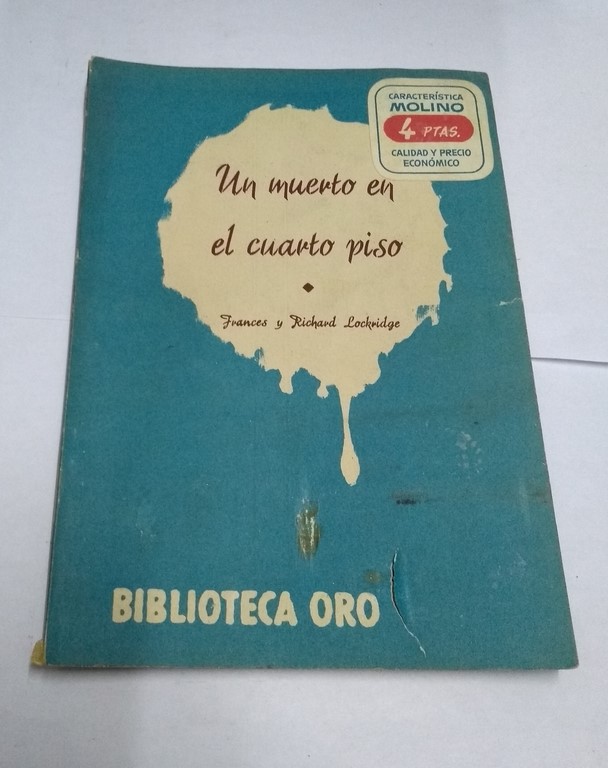 CARACTERÍSTICA
MOLINO
4 PTAS.
CALIDAD Y PRECIO
ECONÓMICO
Un muerto en
el cuarto piso
Frances y Richard Lockridge
BIBLIOTECA ORO